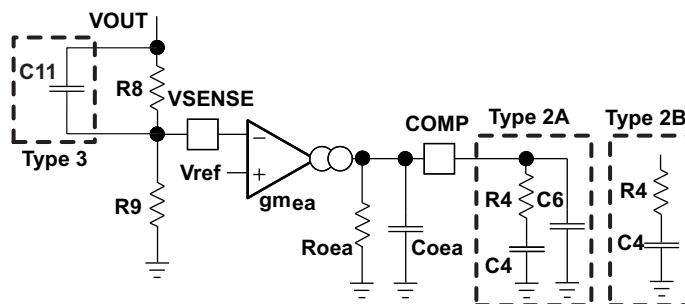 VOUT
C11
R8
VSENSE
Type 3
Vref
−
+
gmea
R9
Roea
Coea
COMP
Type 2A
R4
C6
C4
Type 2B
R4
C4